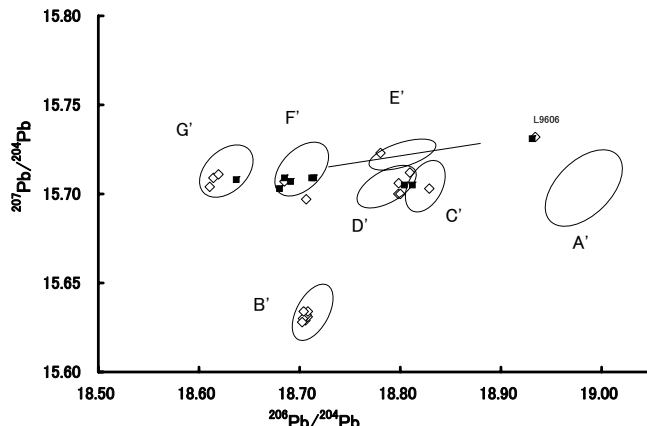 15.80
15.75
15.70
15.65
15.60
²⁰⁷Pb/²⁰⁴Pb
G'
F'
E'
L9606
D'
C'
A'
B'
18.50
18.60
18.70
18.80
18.90
19.00
²⁰⁶Pb/²⁰⁴Pb